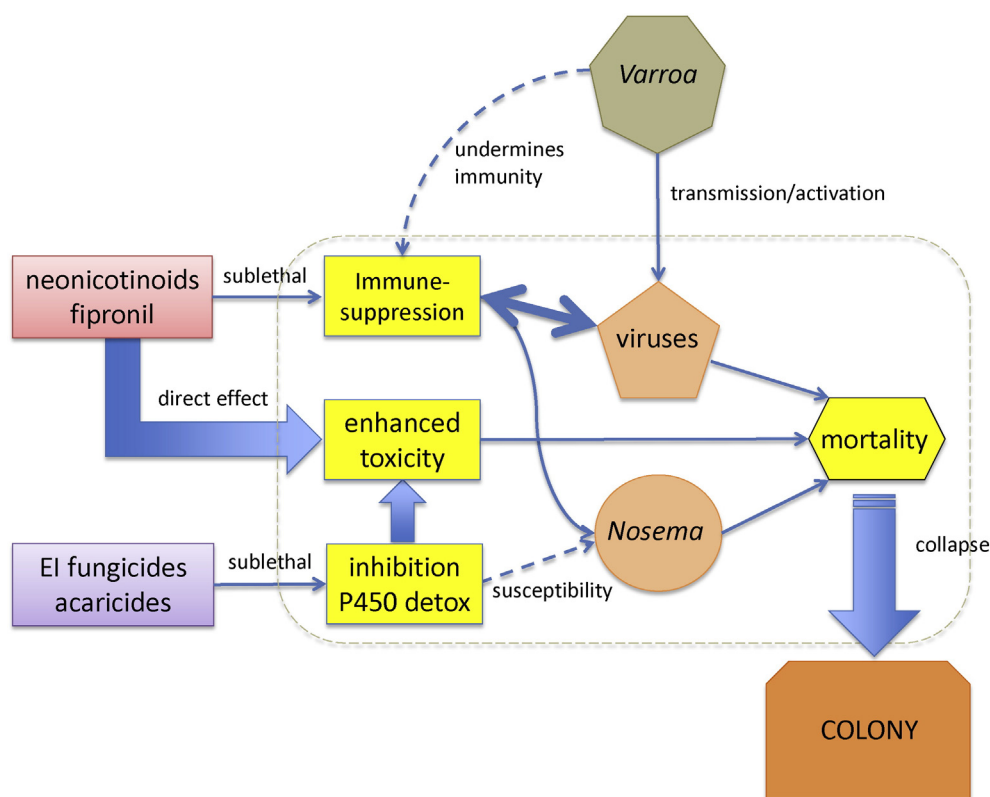 Varroa
undermines
immunity
transmission/activation
neonicotinoids
fipronil
sublethal
Immune-
suppression
viruses
direct effect
enhanced
toxicity
mortality
Nosema
EI fungicides
acaricides
sublethal
inhibition
P450 detox
susceptibility
collapse
COLONY